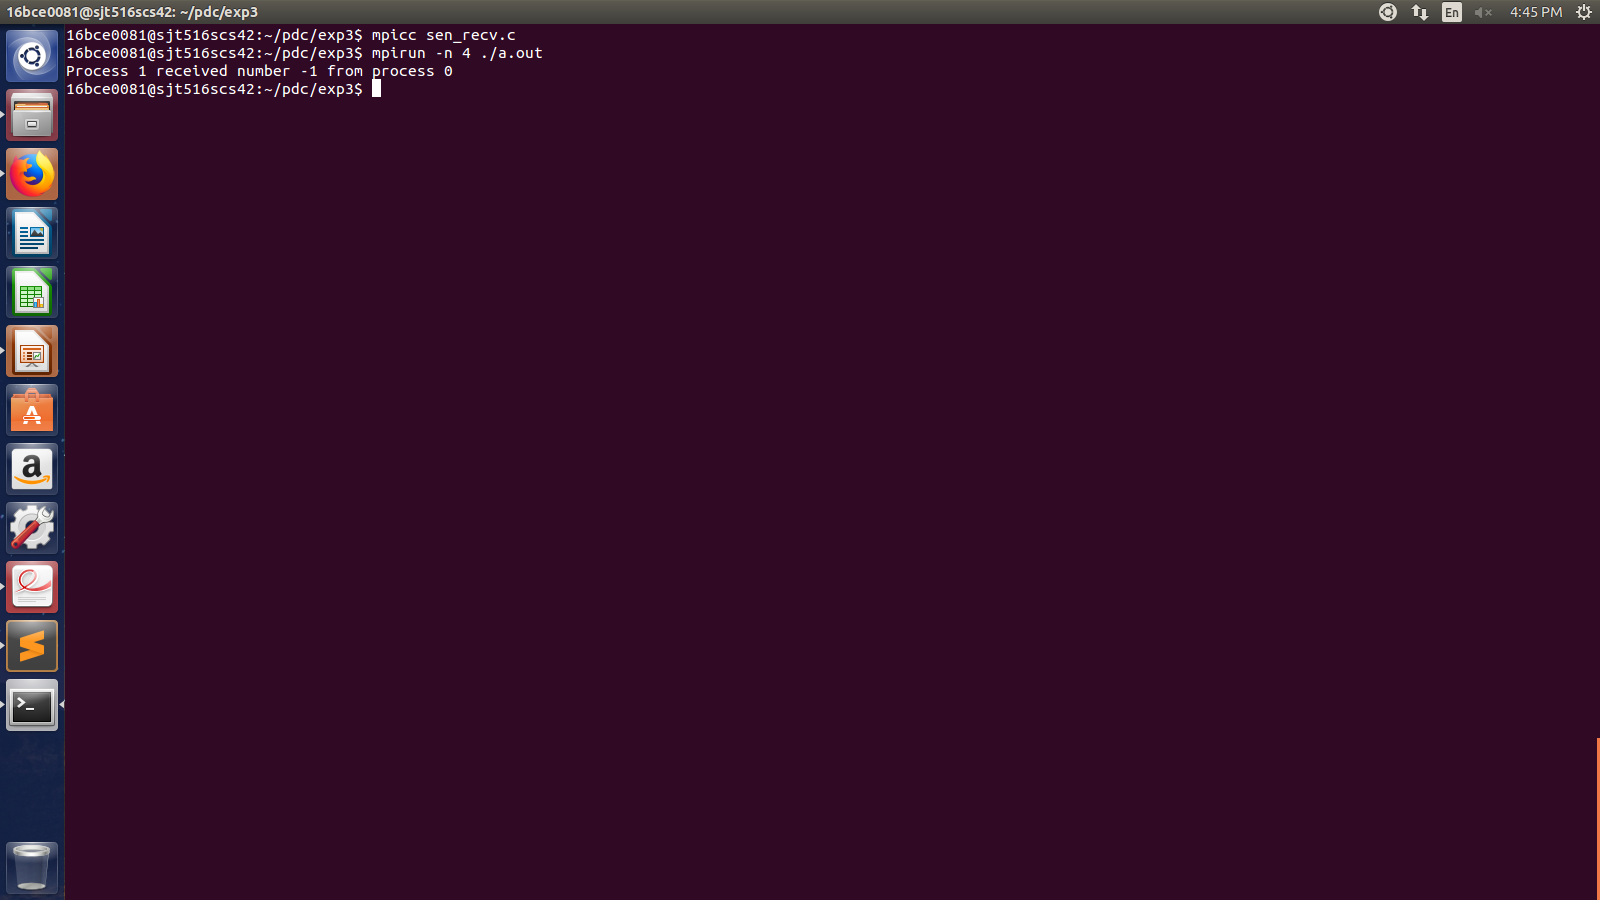 16bce0081@sjt516scs42: ~/pdc/exp3
En
4:45 PM
16bce0081@sjt516scs42:~/pdc/exp3$ mpicc sen_recv.c
16bce0081@sjt516scs42:~/pdc/exp3$ mpirun -n 4 ./a.out
Process 1 received number -1 from process 0
16bce0081@sjt516scs42:~/pdc/exp3$